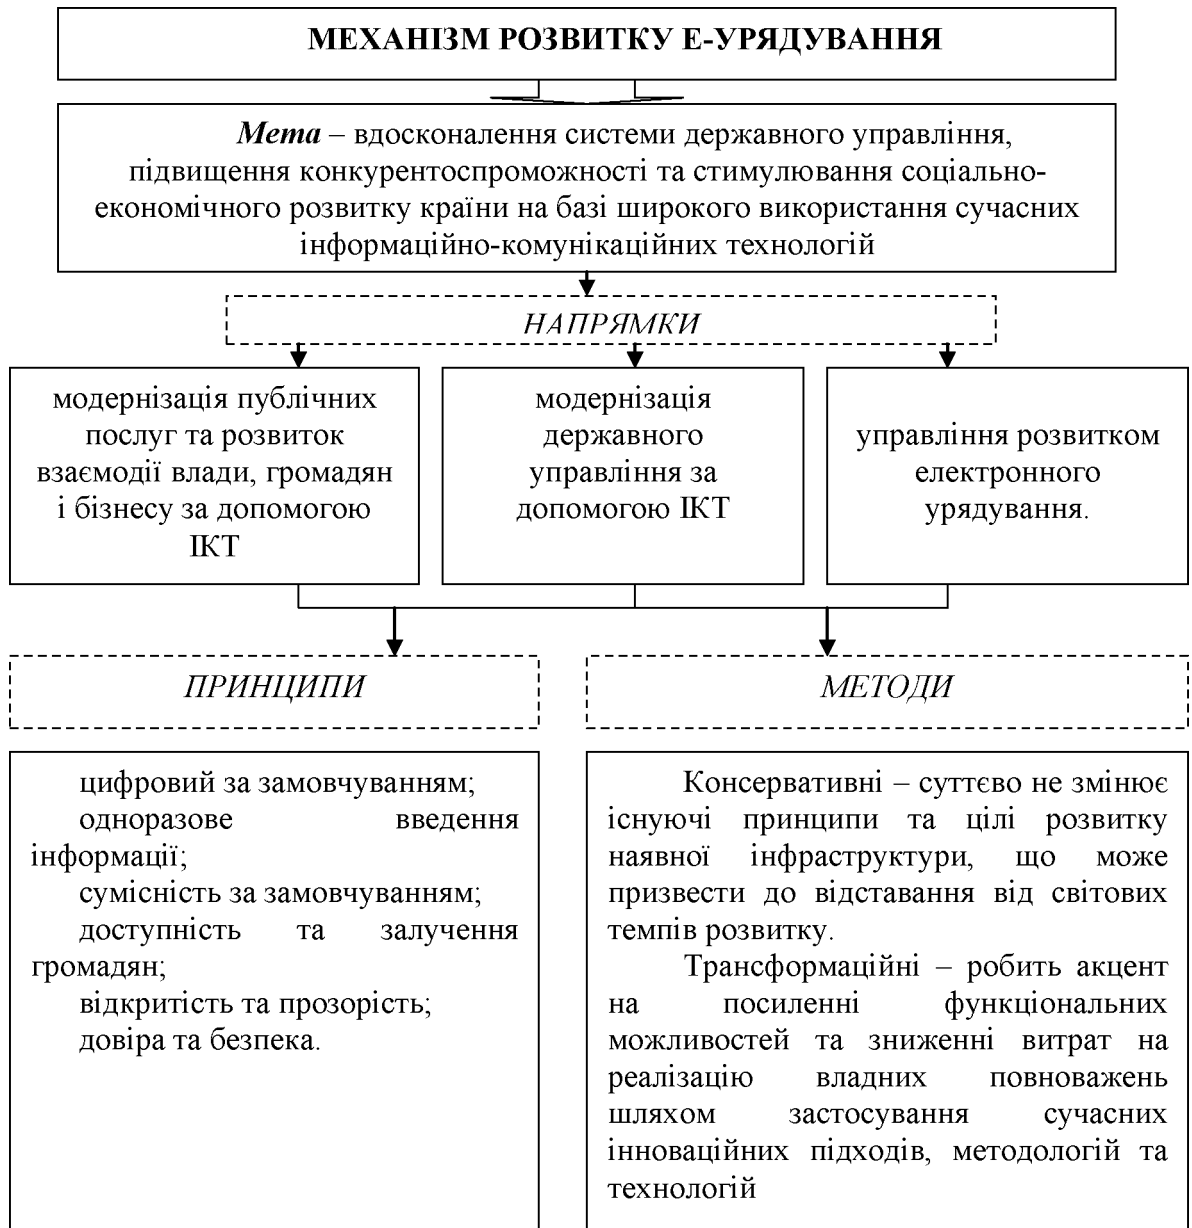 МЕХАНІЗМ РОЗВИТКУ Е-УРЯДУВАННЯ
Мета – вдосконалення системи державного управління,
підвищення конкурентоспроможності та стимулювання соціально-
економічного розвитку країни на базі широкого використання сучасних
інформаційно-комунікаційних технологій
НАПРЯМКИ
модернізація публічних
послуг та розвиток
взаємодії влади, громадян
і бізнесу за допомогою
ІКТ
модернізація
державного
управління за
допомогою ІКТ
управління розвитком
електронного
урядування.
ПРИНЦИПИ
цифровий за замовчуванням;
одноразове введення
інформації;
сумісність за замовчуванням;
доступність та залучення
громадян;
відкритість та прозорість;
довіра та безпека.
МЕТОДИ
Консервативні – суттєво не змінює
існуючі принципи та цілі розвитку
наявної інфраструктури, що може
призвести до відставання від світових
темпів розвитку.
Трансформаційні – робить акцент
на посиленні функціональних
можливостей та зниженні витрат на
реалізацію владних повноважень
шляхом застосування сучасних
інноваційних підходів, методологій та
технологій